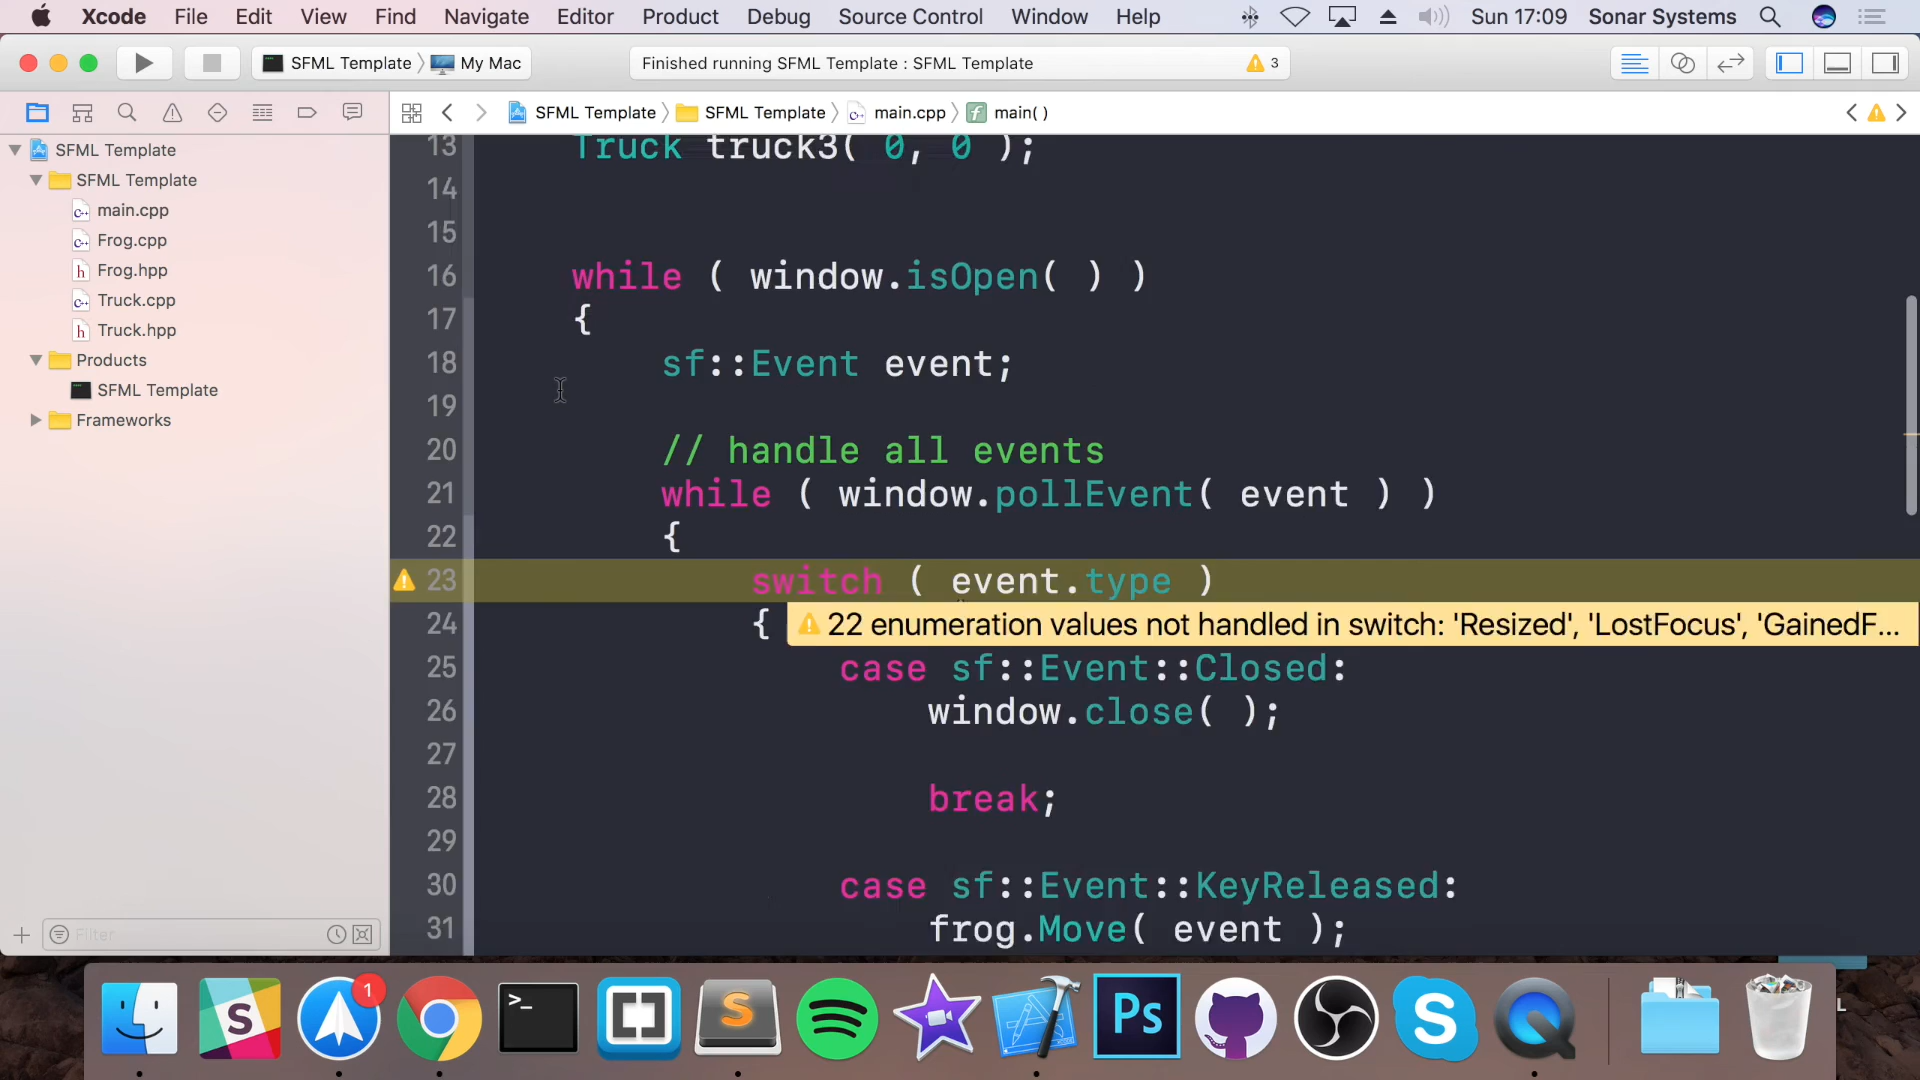 Xcode File Edit View Find Navigate Editor Product Debug Source Control Window Help Sun 17:09 Sonar Systems
SFML Template My Mac Finished running SFML Template : SFML Template 3
SFML Template SFML Template main.cpp main( )
SFML Template
SFML Template
main.cpp
Frog.cpp
Frog.hpp
Truck.cpp
Truck.hpp
Products
SFML Template
Frameworks
Filter
13 Truck truck3( 0, 0 );
14
15
16 while ( window.isOpen( ) )
17 {
18 sf::Event event;
19
20 // handle all events
21 while ( window.pollEvent( event ) )
22 {
23 switch ( event.type )
24 { 22 enumeration values not handled in switch: 'Resized', 'LostFocus', 'GainedF...
25 case sf::Event::Closed:
26 window.close( );
27
28 break;
29
30 case sf::Event::KeyReleased:
31 frog.Move( event );
1
Ps